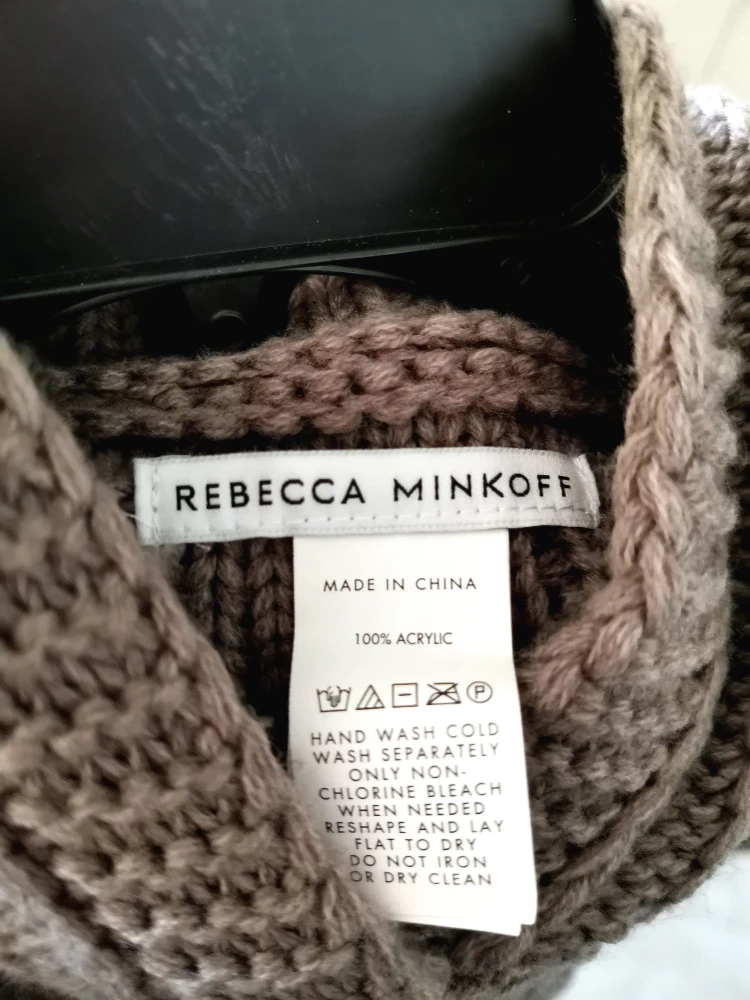 REBECCA MINKOFF
MADE IN CHINA
100% ACRYLIC
P
HAND WASH COLD
WASH SEPARATELY
ONLY NON-
CHLORINE BLEACH
WHEN NEEDED
RESHAPE AND LAY
FLAT TO DRY
DO NOT IRON
OR DRY CLEAN